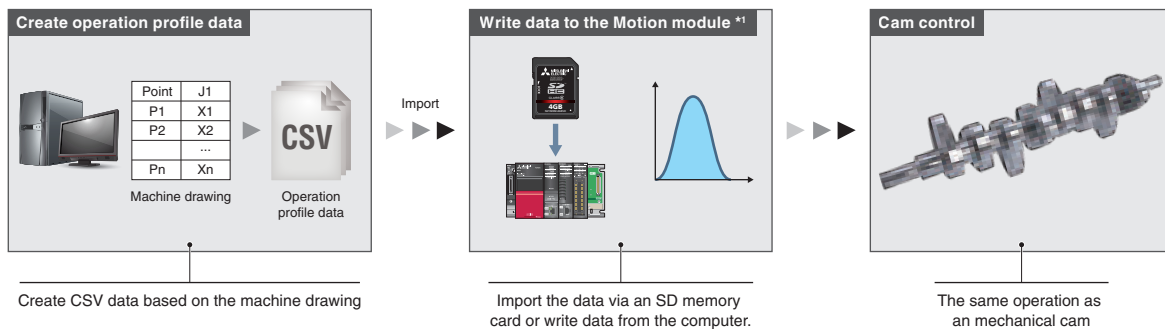 Create operation profile data
Point J1
P1 X1
P2 X2
...
Pn Xn
Machine drawing
CSV
Operation
profile data
Create CSV data based on the machine drawing
Import
Write data to the Motion module *1
MITSUBISHI
ELECTRIC
4GB
Import the data via an SD memory
card or write data from the computer.
Cam control
The same operation as
an mechanical cam